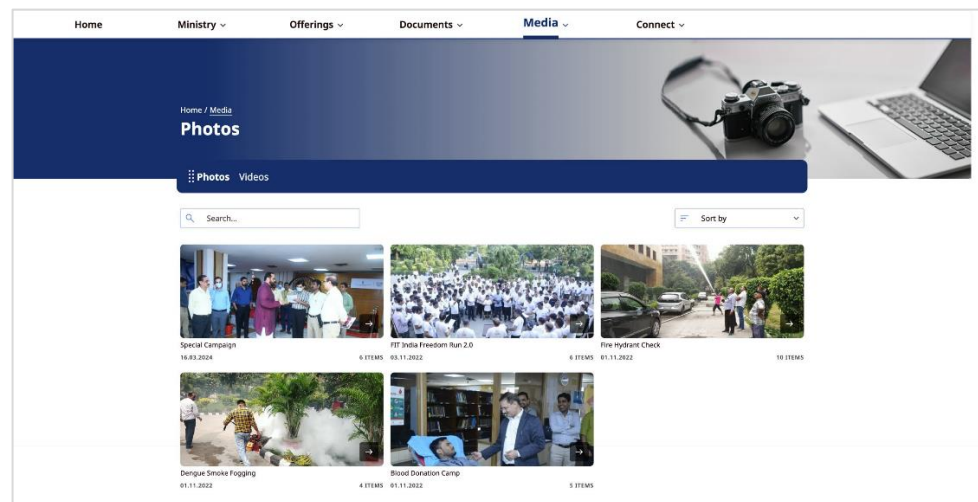 Home Ministry Offerings Documents Media Connect
Home / Media
Photos
Photos Videos
Search... Sort by
Special Campaign FIT India Freedom Run 2.0 Fire Hydrant Check
16.03.2024 6 ITEMS 03.11.2022 6 ITEMS 01.11.2022 10 ITEMS
Dengue Smoke Fogging Blood Donation Camp
01.11.2022 4 ITEMS 01.11.2022 5 ITEMS